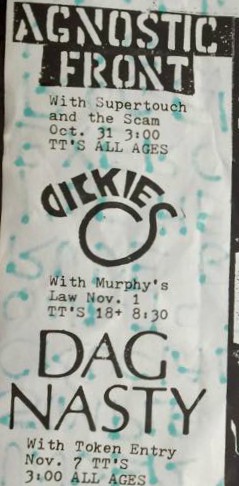 AGNOSTIC
FRONT
With Supertouch
and the Scam
Oct. 31 3:00
TT'S ALL AGES
DICKIES
With Murphy's
Law Nov. 1
TT'S 18+ 8:30
DAG
NASTY
With Token Entry
Nov. 7 TT'S
3:00 ALL AGES